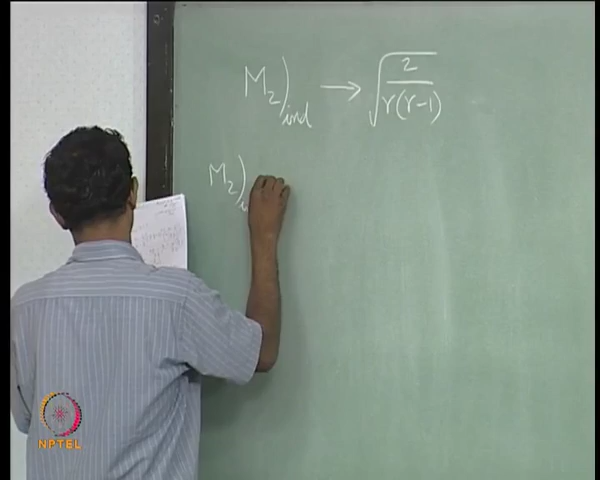 M₂)ind → √(2/γ(γ-1))
M₂)i
NPTEL